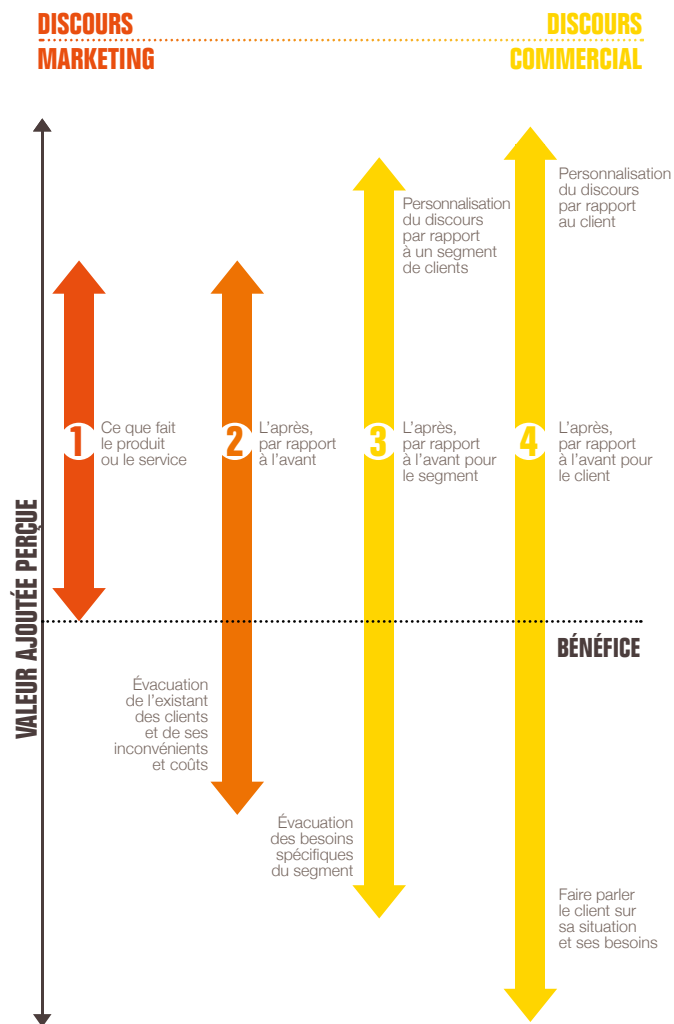 DISCOURS
MARKETING
DISCOURS
COMMERCIAL
Personnalisation
du discours
par rapport
à un segment
de clients
Personnalisation
du discours
par rapport
au client
1
Ce que fait
le produit
ou le service
2
L'après,
par rapport
à l'avant
3
L'après,
par rapport
à l'avant pour
le segment
4
L'après,
par rapport
à l'avant pour
le client
VALEUR AJOUTÉE PERÇUE
BÉNÉFICE
Évacuation
de l'existant
des clients
et de ses
inconvénients
et coûts
Évacuation
des besoins
spécifiques
du segment
Faire parler
le client sur
sa situation
et ses besoins